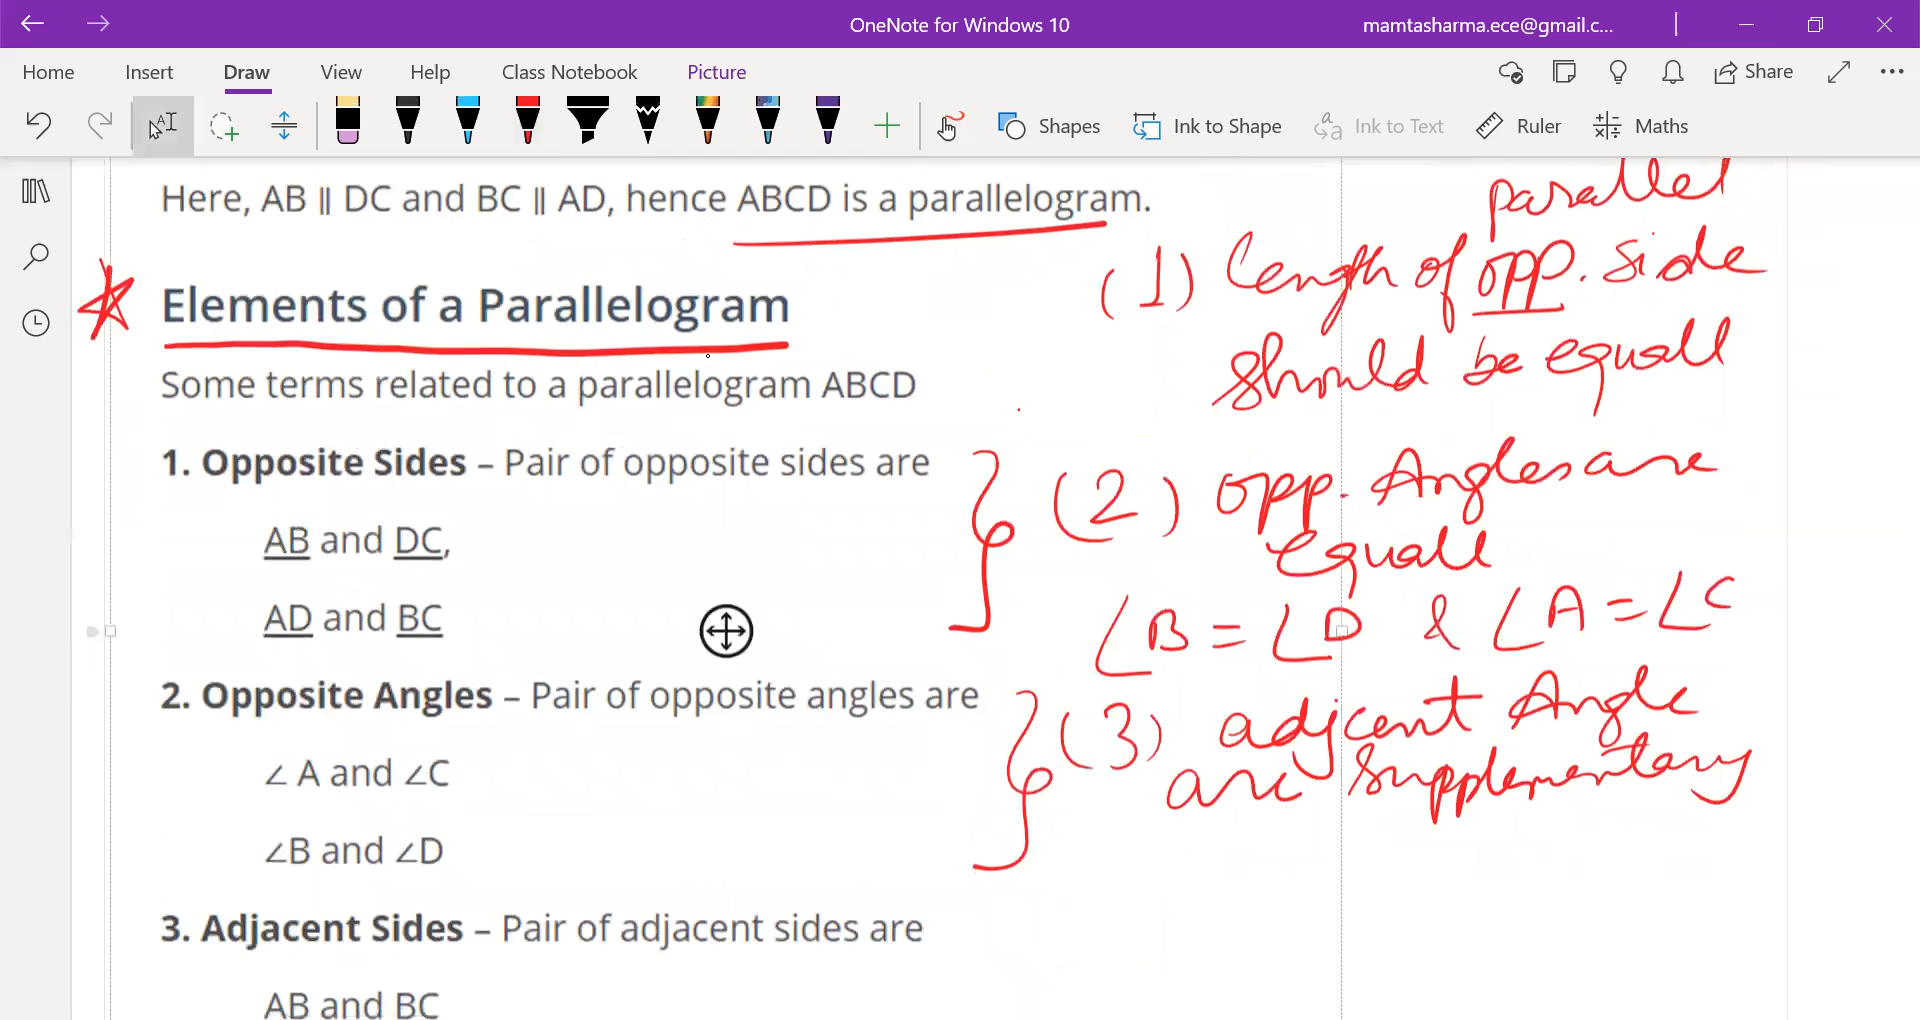 OneNote for Windows 10
mamtasharma.ece@gmail.c...
Home Insert Draw View Help Class Notebook Picture
Share
Shapes Ink to Shape Ink to Text Ruler Maths
Here, AB ∥ DC and BC ∥ AD, hence ABCD is a parallelogram.
Elements of a Parallelogram
Some terms related to a parallelogram ABCD
1. Opposite Sides – Pair of opposite sides are
AB and DC,
AD and BC
2. Opposite Angles – Pair of opposite angles are
∠ A and ∠C
∠B and ∠D
3. Adjacent Sides – Pair of adjacent sides are
AB and BC
parallel
(1) length of opp. side
should be equall
(2) opp. Angles are
equall
∠B = ∠D & ∠A = ∠C
(3) adjcent Angle
are supplementary